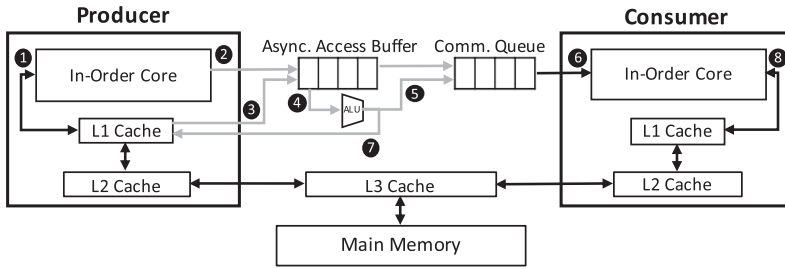 Producer
Consumer
Async. Access Buffer
Comm. Queue
1
2
In-Order Core
6
In-Order Core
8
3
4
ALU
5
L1 Cache
L1 Cache
7
L2 Cache
L3 Cache
L2 Cache
Main Memory